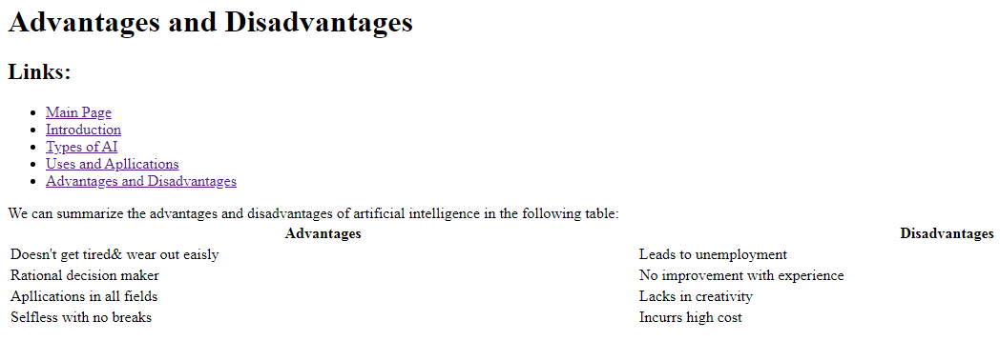 Advantages and Disadvantages
Links:
Main Page
Introduction
Types of AI
Uses and Apllications
Advantages and Disadvantages
We can summarize the advantages and disadvantages of artificial intelligence in the following table:
Advantages Disadvantages
Doesn't get tired& wear out eaisly Leads to unemployment
Rational decision maker No improvement with experience
Apllications in all fields Lacks in creativity
Selfless with no breaks Incurrs high cost